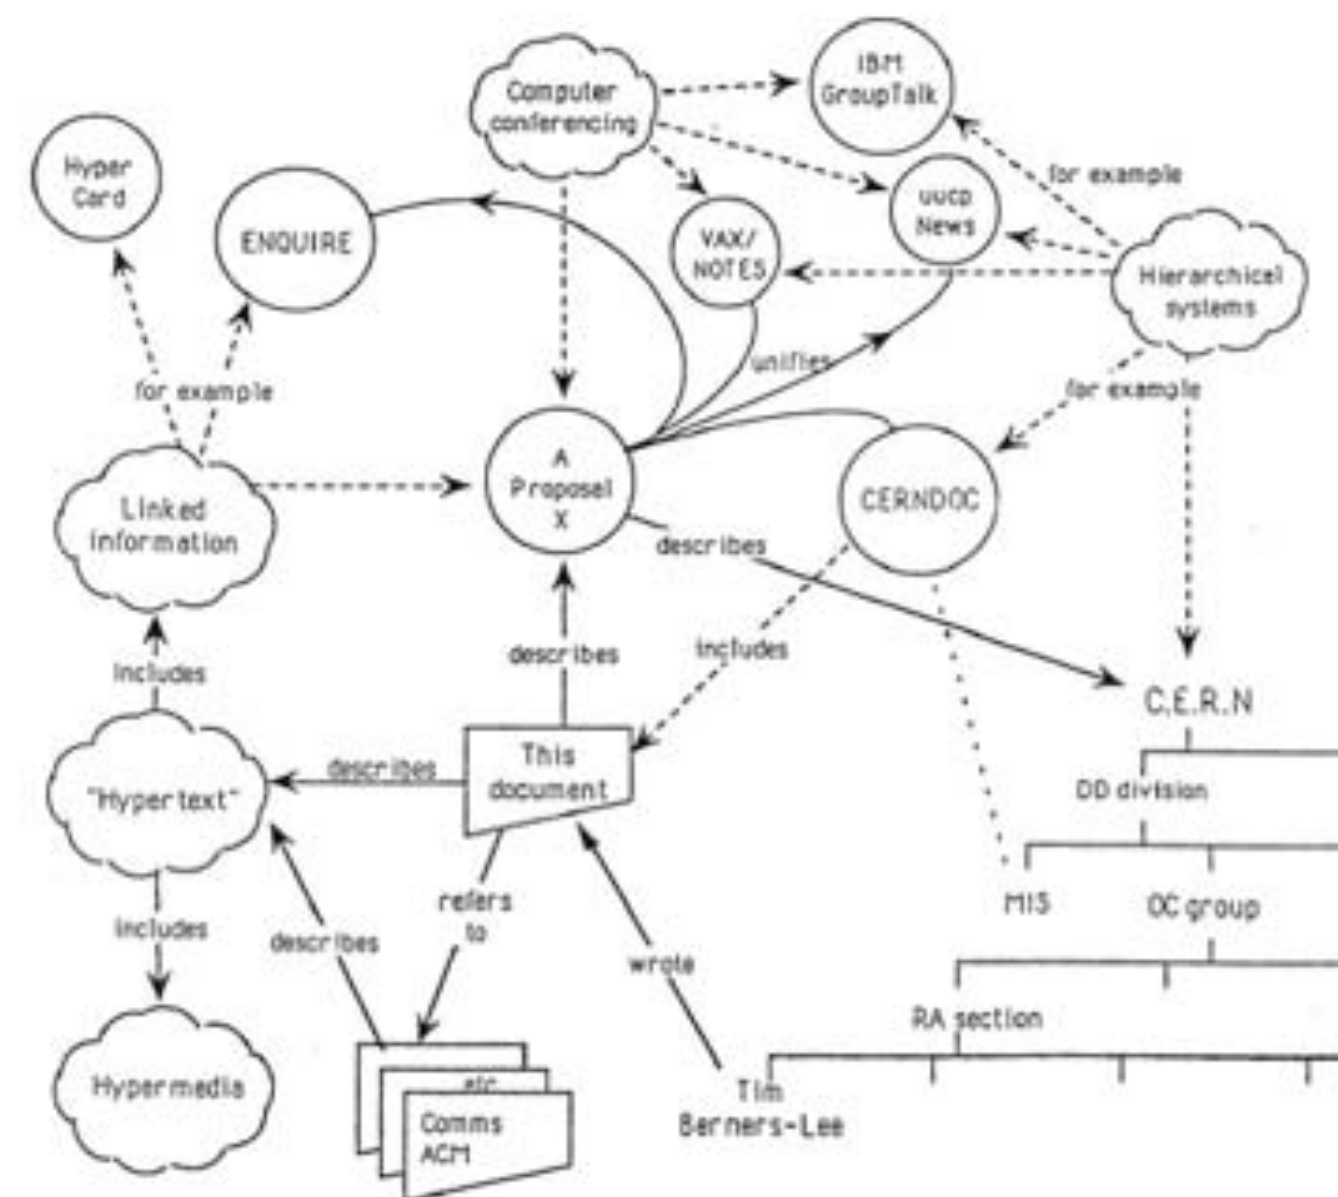 IBM
GroupTalk
Computer
conferencing
Hyper
Card
for example
uucp
News
ENQUIRE
VAX/
NOTES
Hierarchical
systems
unifies
for example
for example
A
Proposal
X
CERNDOC
Linked
information
describes
includes
describes
includes
C.E.R.N
This
document
describes
"Hypertext"
DD division
refers
to
MIS
OC group
includes
describes
wrote
RA section
Hypermedia
etc
Tim
Berners-Lee
Comms
ACM